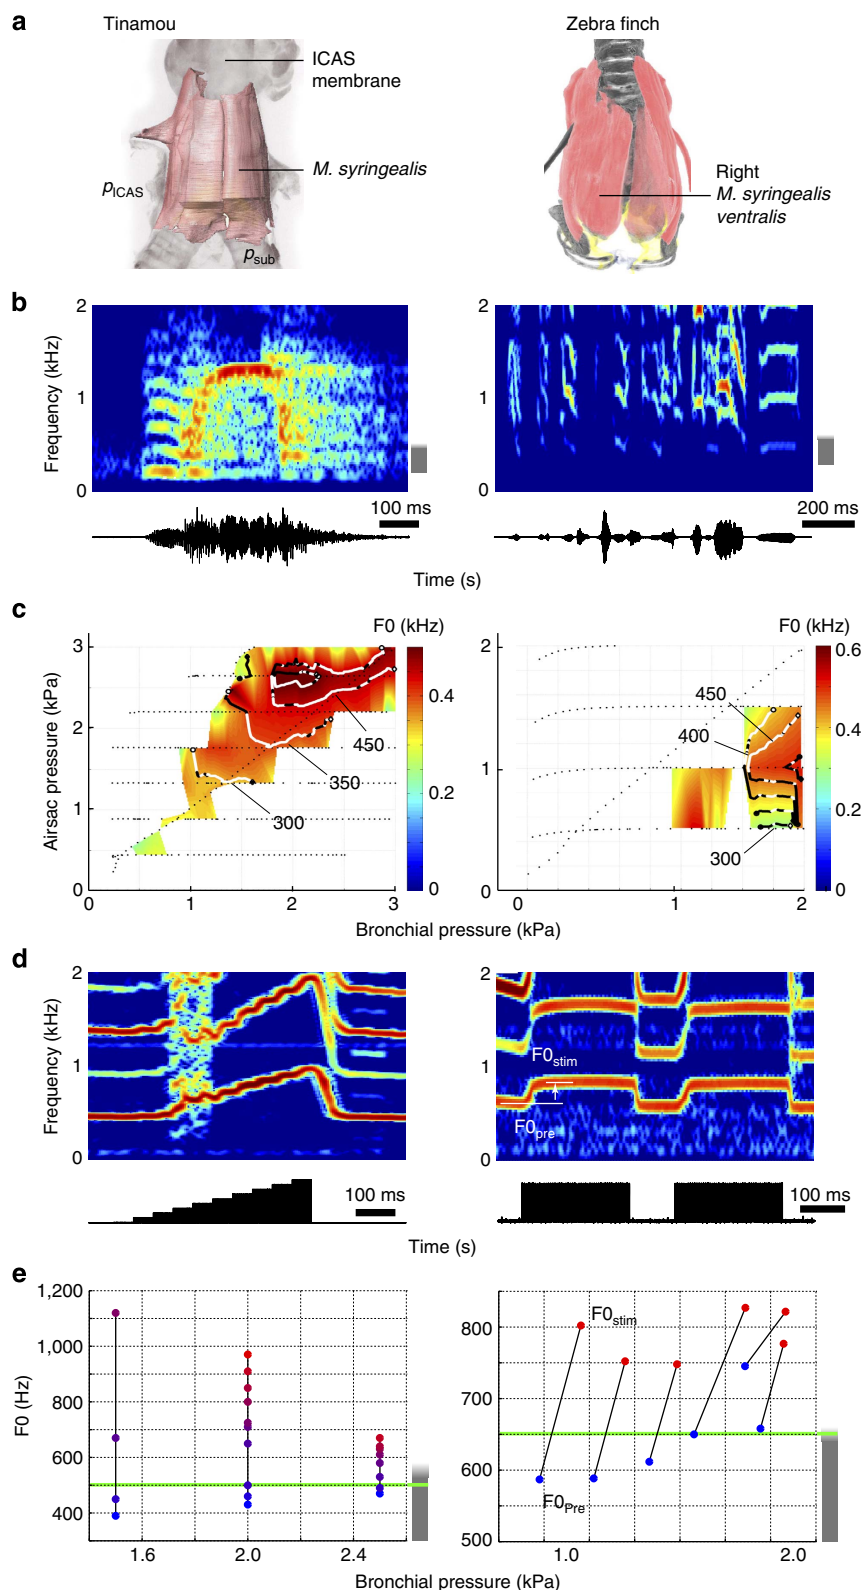 a
Tinamou
Zebra finch
ICAS
membrane
M. syringealis
pICAS
psub
Right
M. syringealis
ventralis
b
Frequency (kHz)
2
1
0
100 ms
2
1
0
200 ms
Time (s)
c
F0 (kHz)
Airsac pressure (kPa)
3
2
1
0
0
1
2
3
450
350
300
0.4
0.2
0
F0 (kHz)
2
1
0
0
1
2
450
400
300
0.6
0.4
0.2
0
Bronchial pressure (kPa)
d
Frequency (kHz)
2
1
0
100 ms
2
1
0
F0stim
F0pre
100 ms
Time (s)
e
F0 (Hz)
1,200
1,000
800
600
400
1.6
2.0
2.4
800
700
600
500
F0stim
F0Pre
1.0
2.0
Bronchial pressure (kPa)